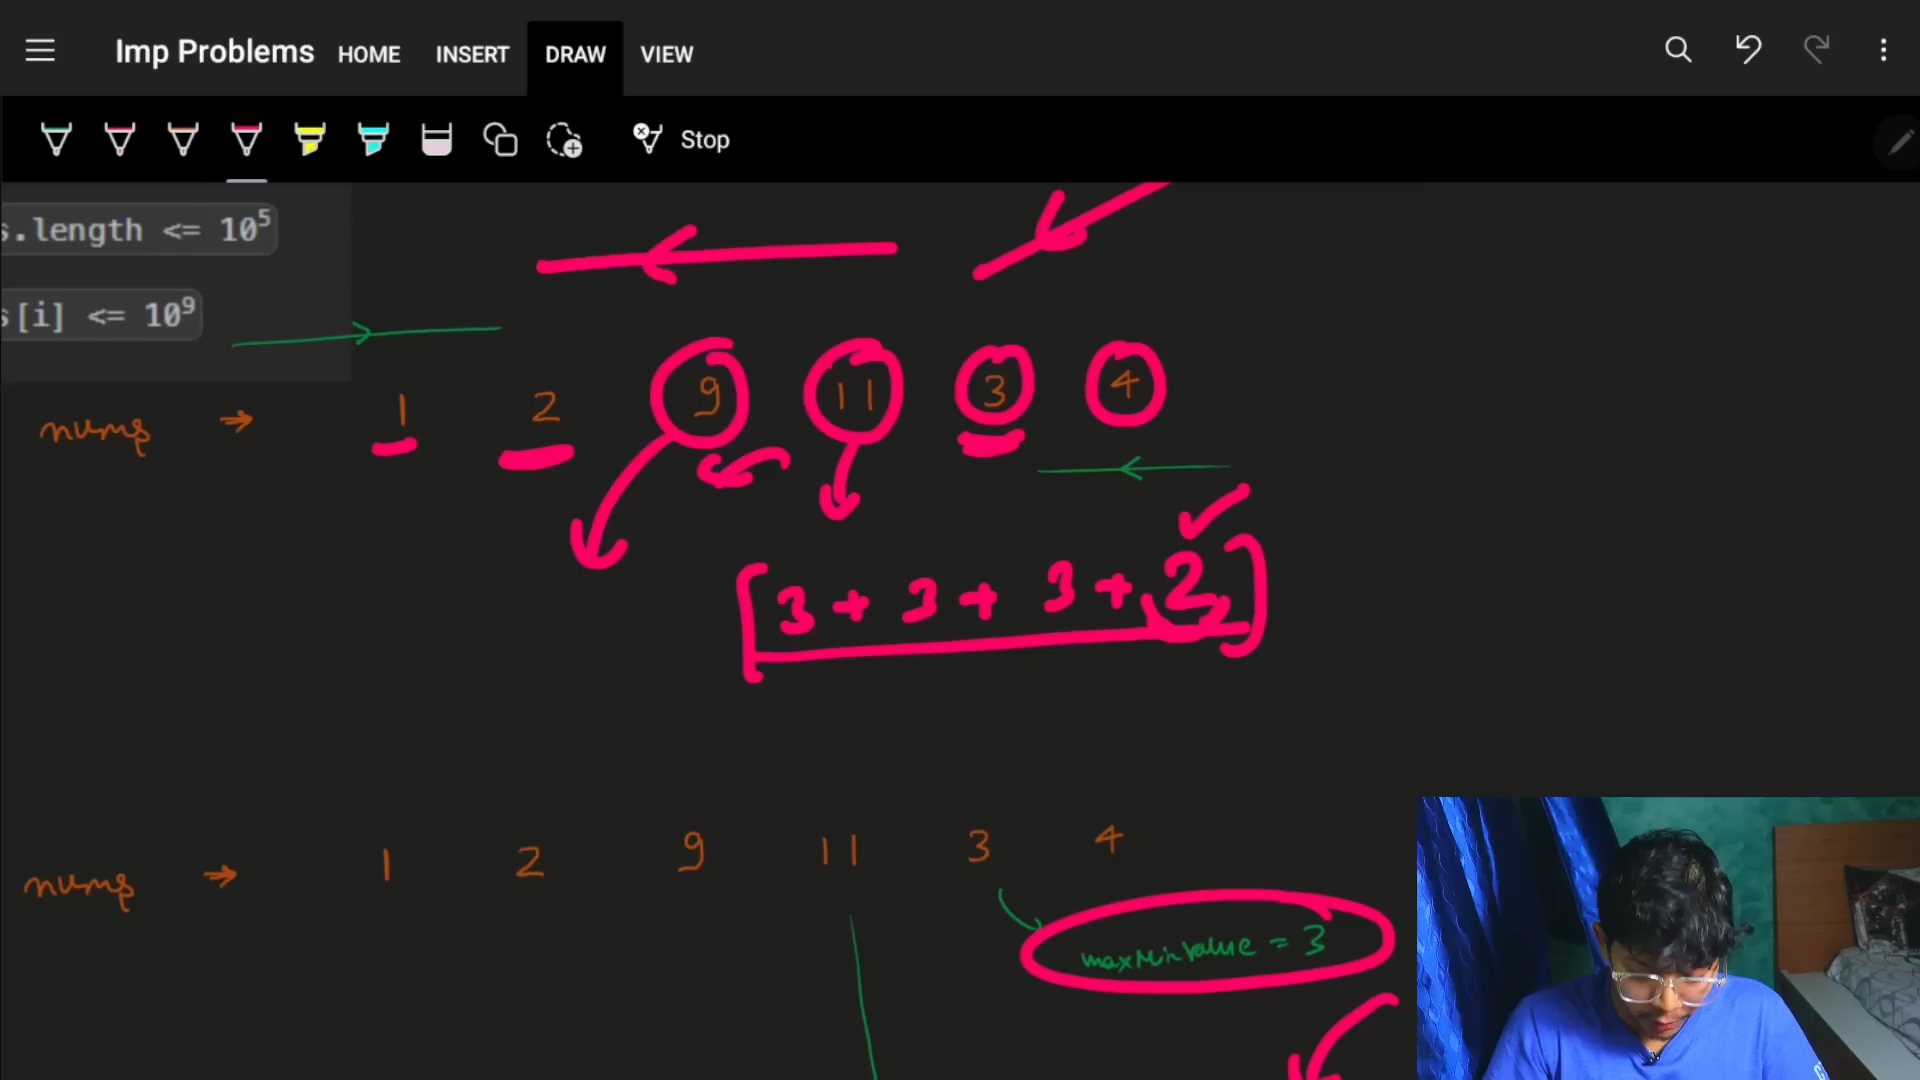 Imp Problems HOME INSERT DRAW VIEW
Stop
s.length <= 10^5
s[i] <= 10^9
nums → 1 2 9 11 3 4
[3 + 3 + 3 + 2]
nums → 1 2 9 11 3 4
maxMinValue = 3